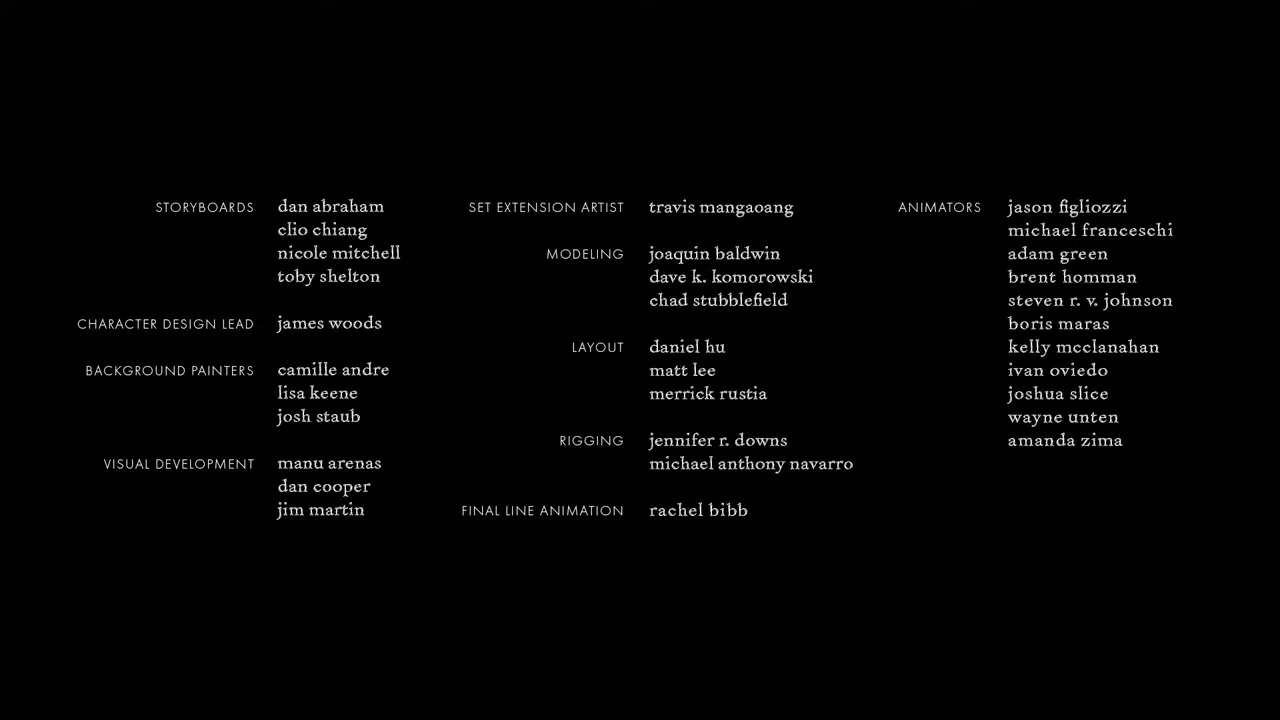 STORYBOARDS dan abraham
clio chiang
nicole mitchell
toby shelton
CHARACTER DESIGN LEAD james woods
BACKGROUND PAINTERS camille andre
lisa keene
josh staub
VISUAL DEVELOPMENT manu arenas
dan cooper
jim martin
SET EXTENSION ARTIST travis mangaoang
MODELING joaquin baldwin
dave k. komorowski
chad stubblefield
LAYOUT daniel hu
matt lee
merrick rustia
RIGGING jennifer r. downs
michael anthony navarro
FINAL LINE ANIMATION rachel bibb
ANIMATORS jason figliozzi
michael franceschi
adam green
brent homman
steven r. v. johnson
boris maras
kelly mcclanahan
ivan oviedo
joshua slice
wayne unten
amanda zima